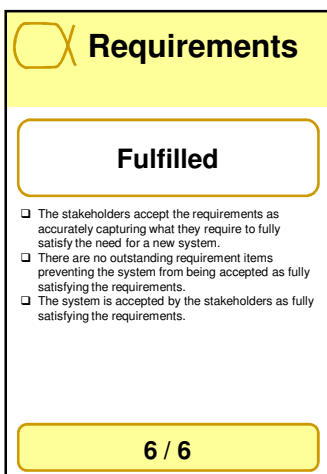 Requirements
Fulfilled
❑ The stakeholders accept the requirements as
accurately capturing what they require to fully
satisfy the need for a new system.
❑ There are no outstanding requirement items
preventing the system from being accepted as fully
satisfying the requirements.
❑ The system is accepted by the stakeholders as fully
satisfying the requirements.
6 / 6